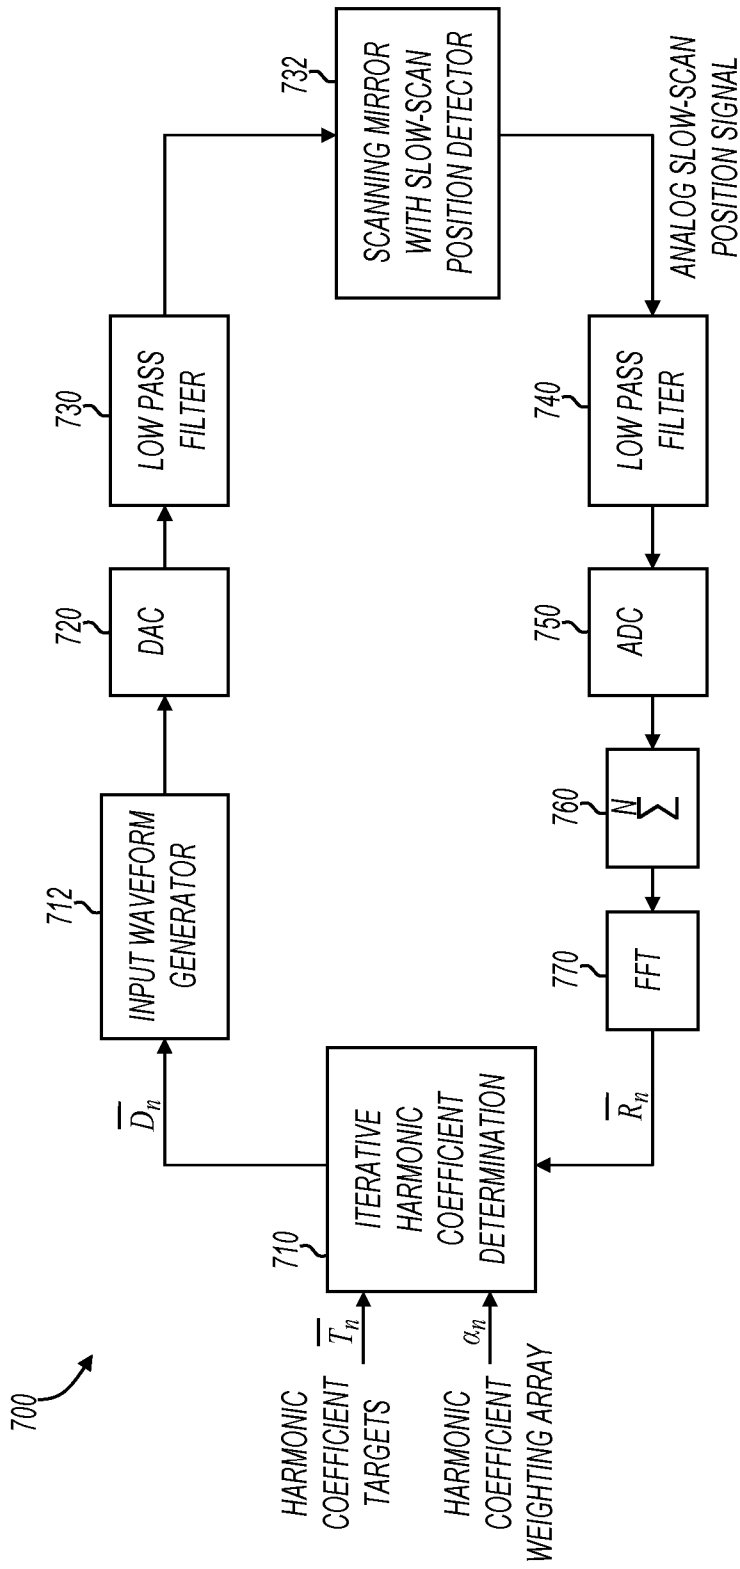 700
HARMONIC
COEFFICIENT
TARGETS
T̅n
HARMONIC
COEFFICIENT
WEIGHTING ARRAY
αn
710
ITERATIVE
HARMONIC
COEFFICIENT
DETERMINATION
D̅n
712
INPUT WAVEFORM
GENERATOR
720
DAC
730
LOW PASS
FILTER
732
SCANNING MIRROR
WITH SLOW-SCAN
POSITION DETECTOR
ANALOG SLOW-SCAN
POSITION SIGNAL
740
LOW PASS
FILTER
750
ADC
760
N
Σ
770
FFT
R̅n